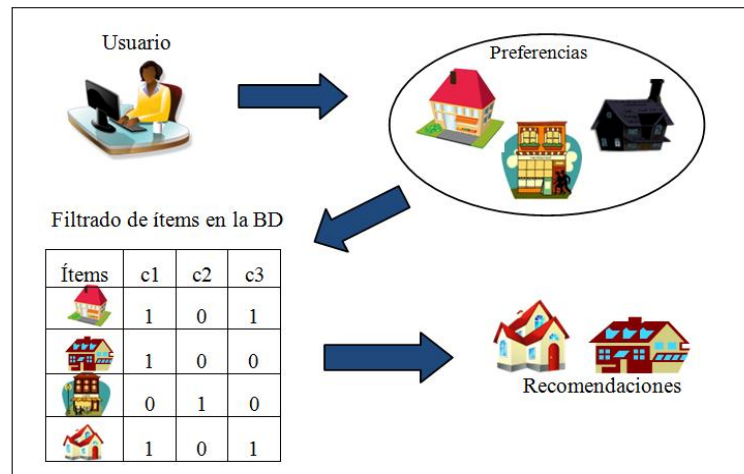 Usuario
Preferencias
Filtrado de ítems en la BD
Ítems c1 c2 c3
1 0 1
1 0 0
0 1 0
1 0 1
Recomendaciones